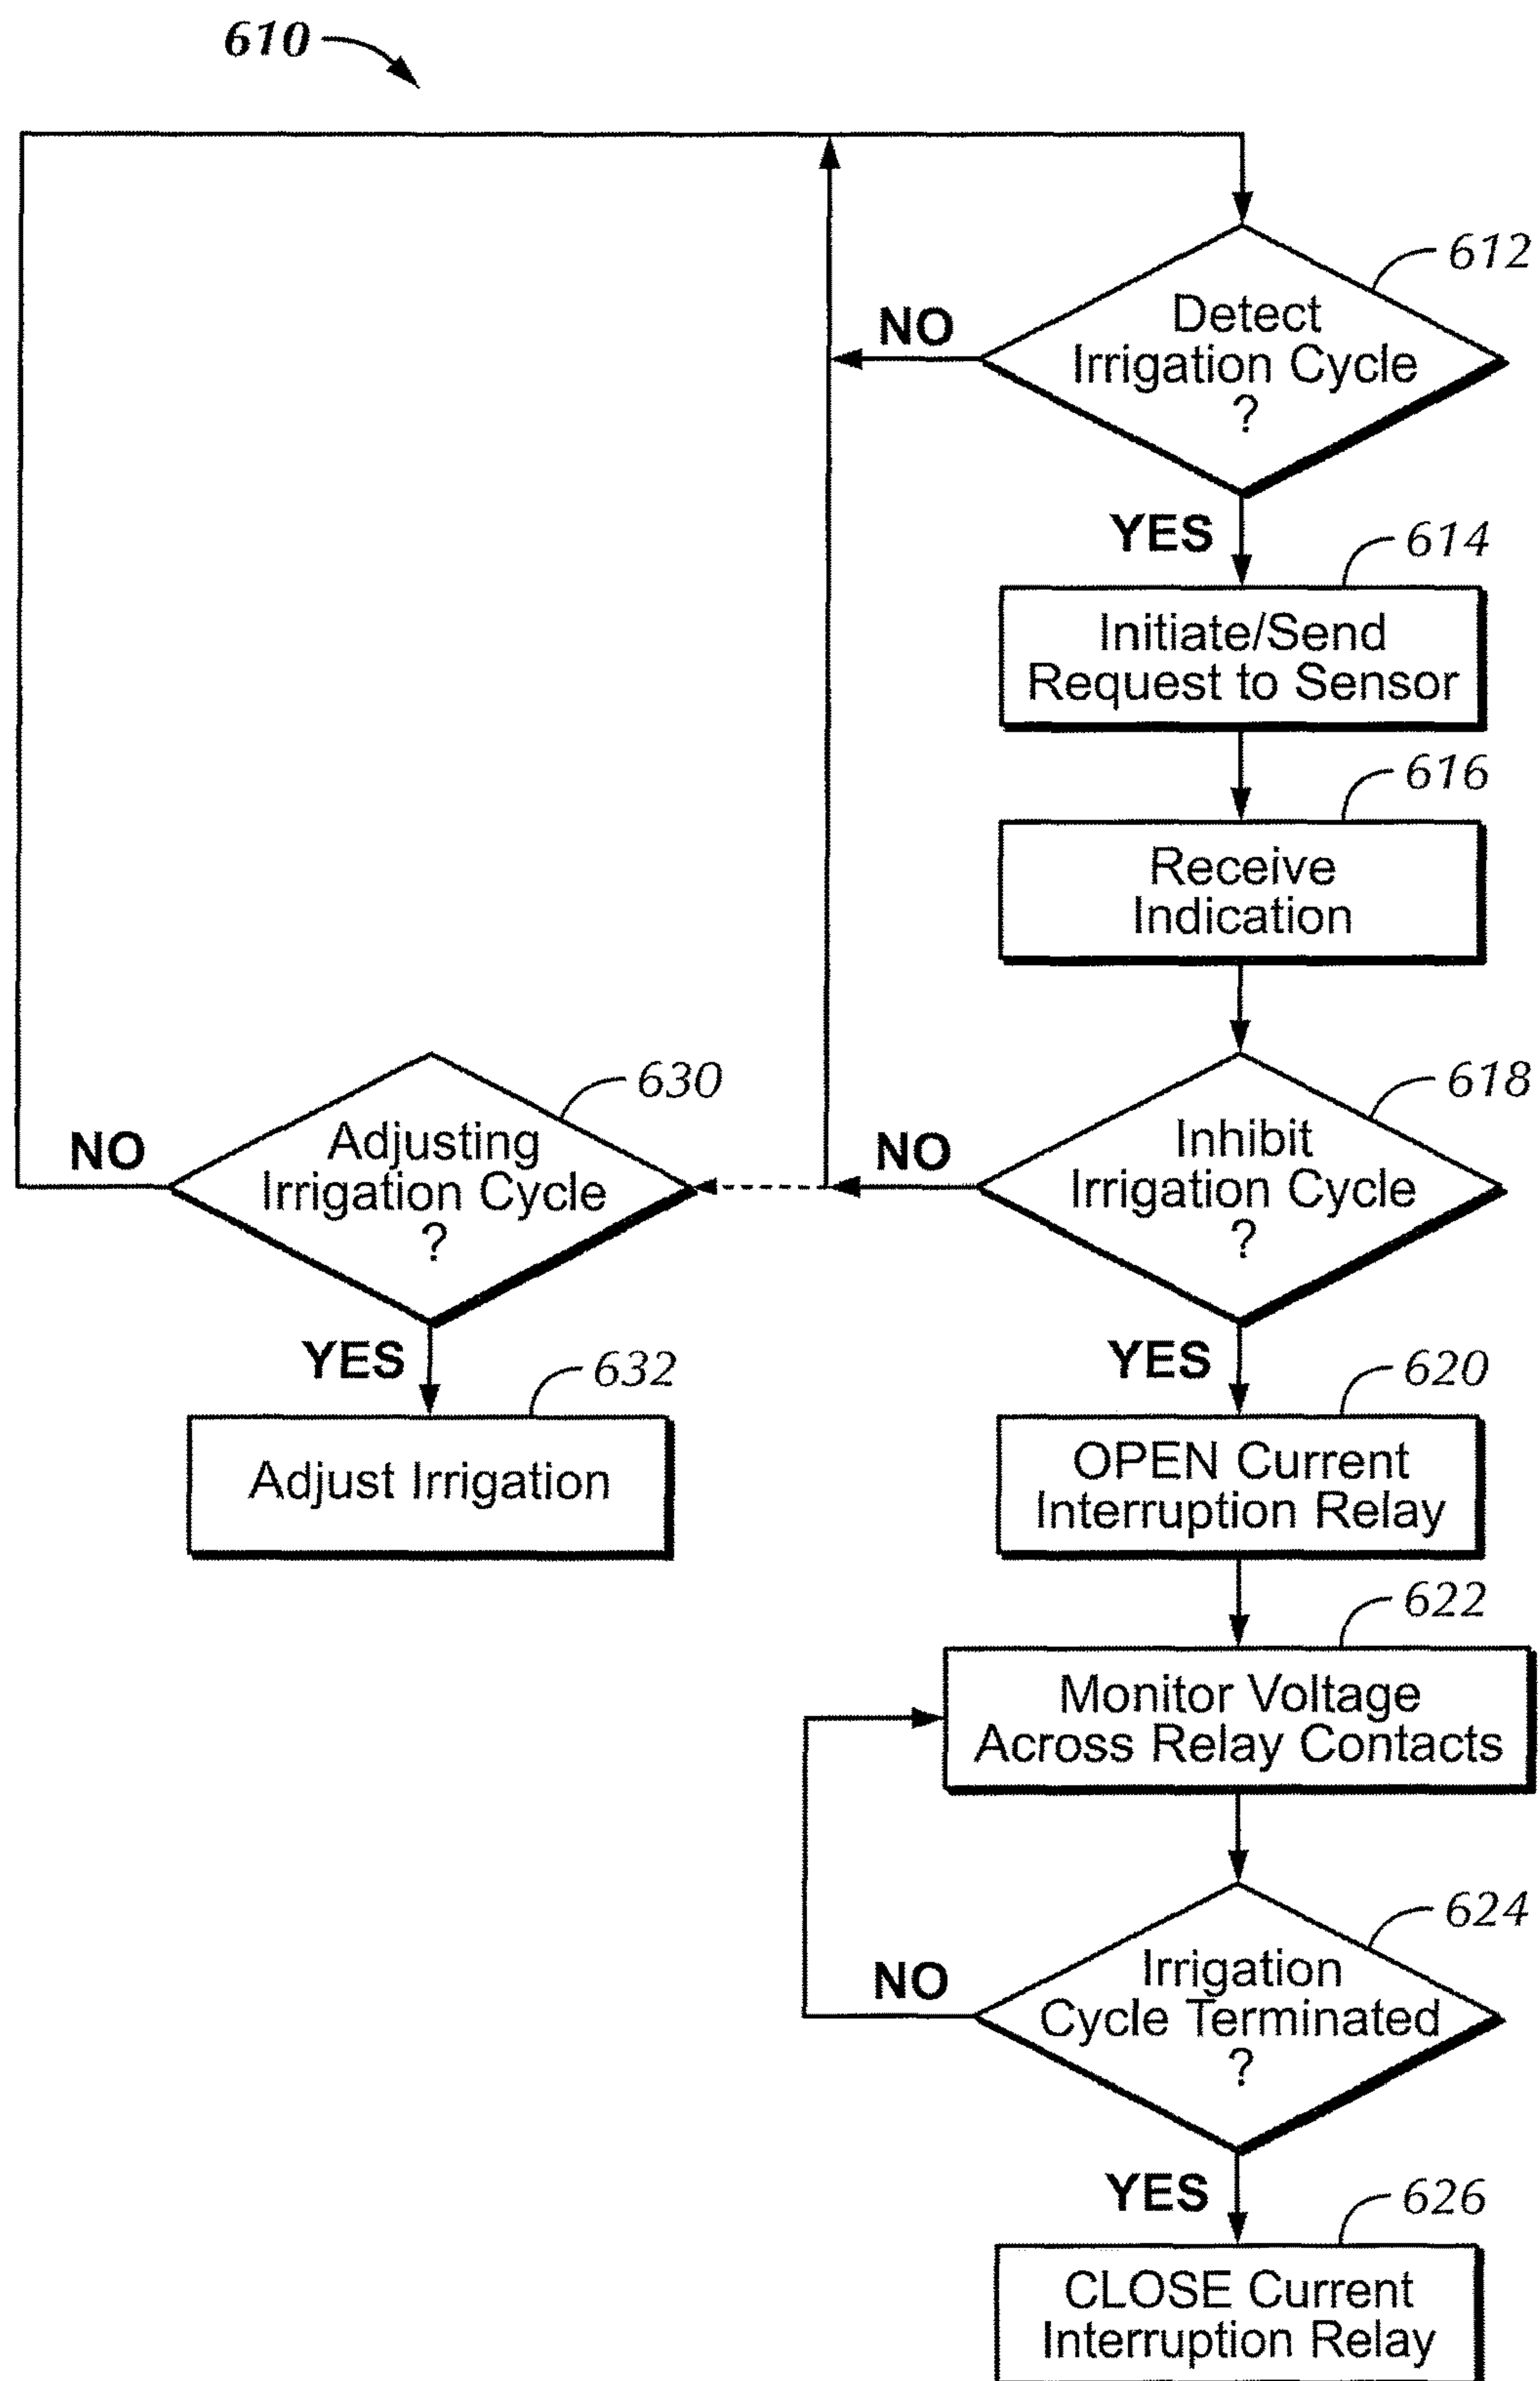 610
612
Detect
Irrigation Cycle
?
NO
YES
614
Initiate/Send
Request to Sensor
616
Receive
Indication
618
Inhibit
Irrigation Cycle
?
NO
630
Adjusting
Irrigation Cycle
?
NO
YES
632
Adjust Irrigation
YES
620
OPEN Current
Interruption Relay
622
Monitor Voltage
Across Relay Contacts
624
Irrigation
Cycle Terminated
?
NO
YES
626
CLOSE Current
Interruption Relay